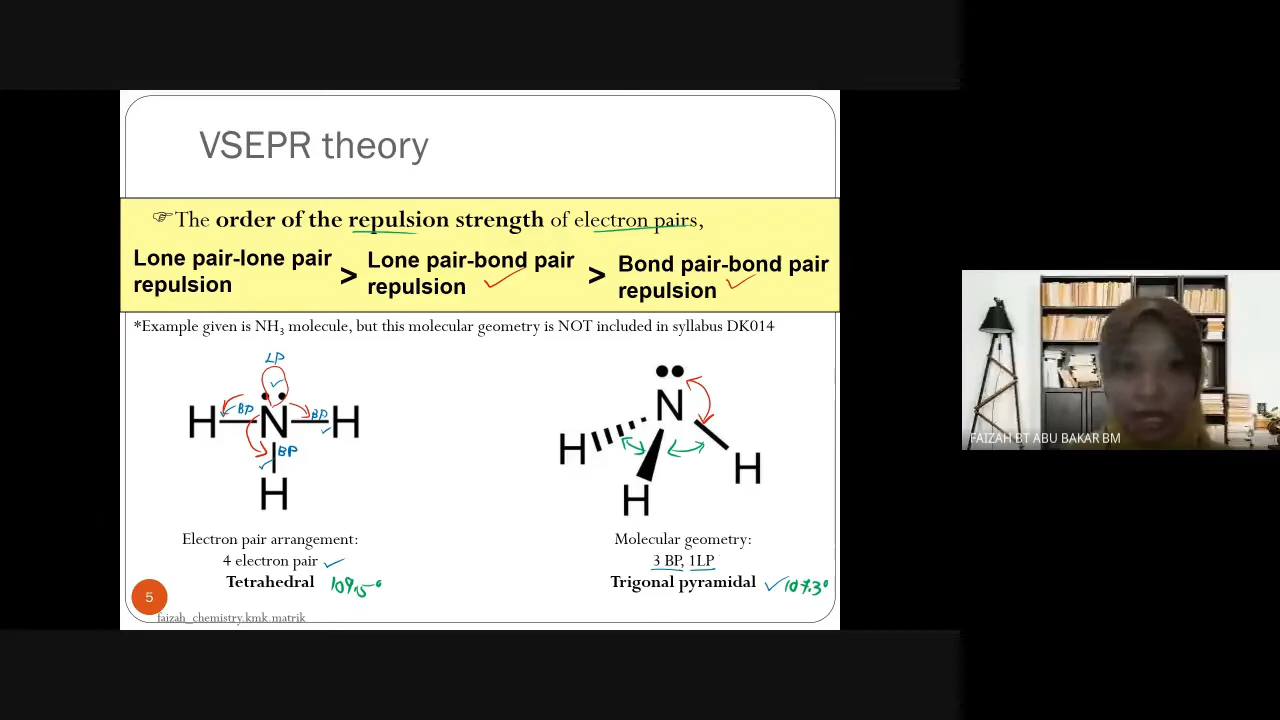 VSEPR theory
☞The order of the repulsion strength of electron pairs,
Lone pair-lone pair repulsion > Lone pair-bond pair repulsion > Bond pair-bond pair repulsion
*Example given is NH₃ molecule, but this molecular geometry is NOT included in syllabus DK014
LP
H BP N BP H
BP
H
N
H
H
H
Electron pair arrangement:
4 electron pair
Tetrahedral 109.5°
Molecular geometry:
3 BP, 1LP
Trigonal pyramidal 107.3°
5
faizah_chemistry.kmk.matrik
FAIZAH BT ABU BAKAR BM